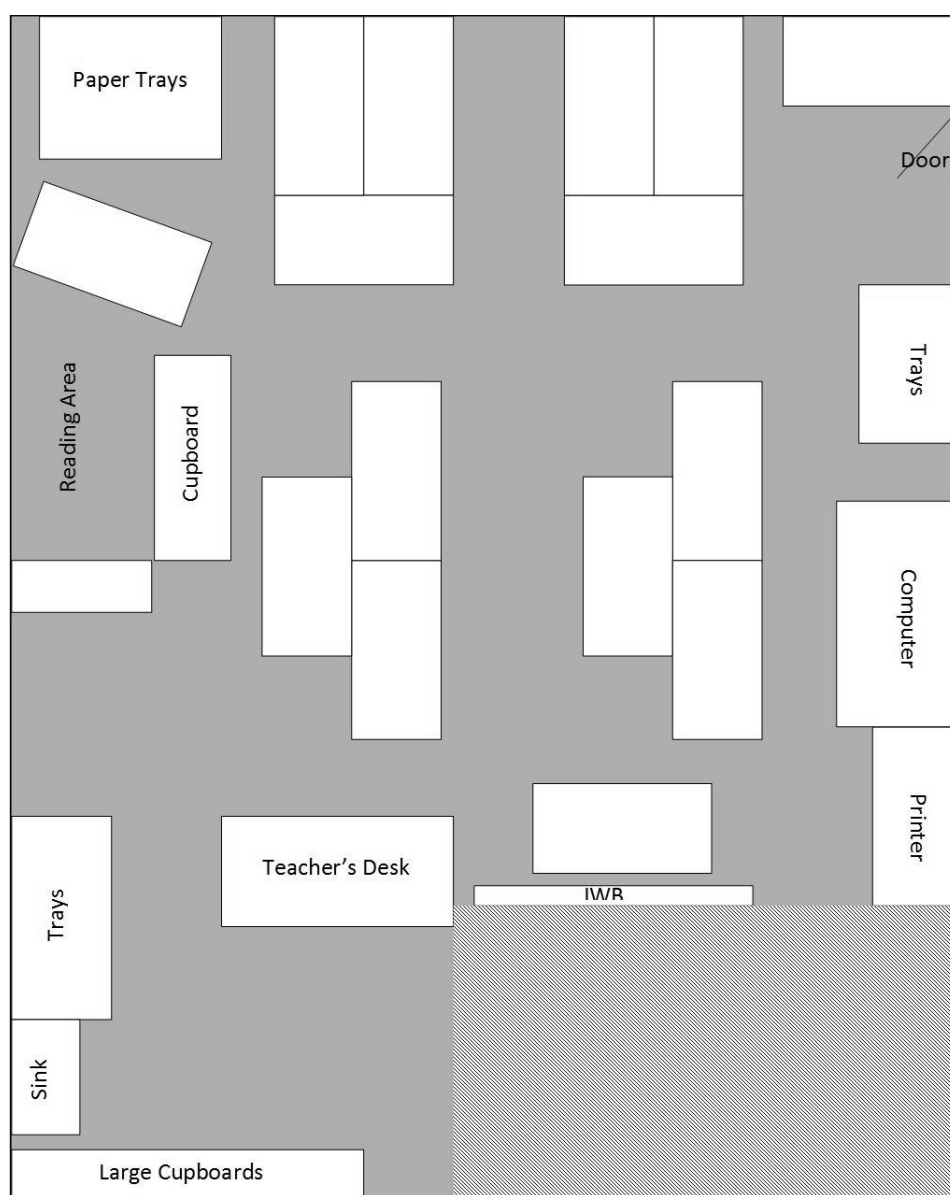 Paper Trays
Door
Trays
Reading Area
Cupboard
Computer
Printer
Teacher's Desk
IWB
Trays
Sink
Large Cupboards